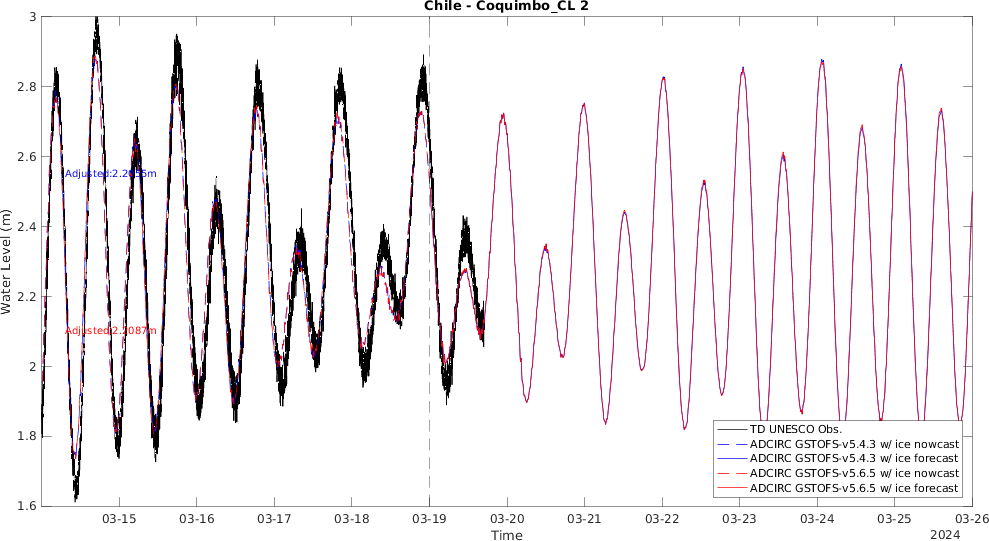 Chile - Coquimbo_CL 2
3
2.8
2.6
2.4
2.2
2
1.8
1.6
Water Level (m)
Adjusted:2.2055m
Adjusted:2.2087m
TD UNESCO Obs.
ADCIRC GSTOFS-v5.4.3 w/ ice nowcast
ADCIRC GSTOFS-v5.4.3 w/ ice forecast
ADCIRC GSTOFS-v5.6.5 w/ ice nowcast
ADCIRC GSTOFS-v5.6.5 w/ ice forecast
03-15 03-16 03-17 03-18 03-19 03-20 03-21 03-22 03-23 03-24 03-25 03-26
Time
2024